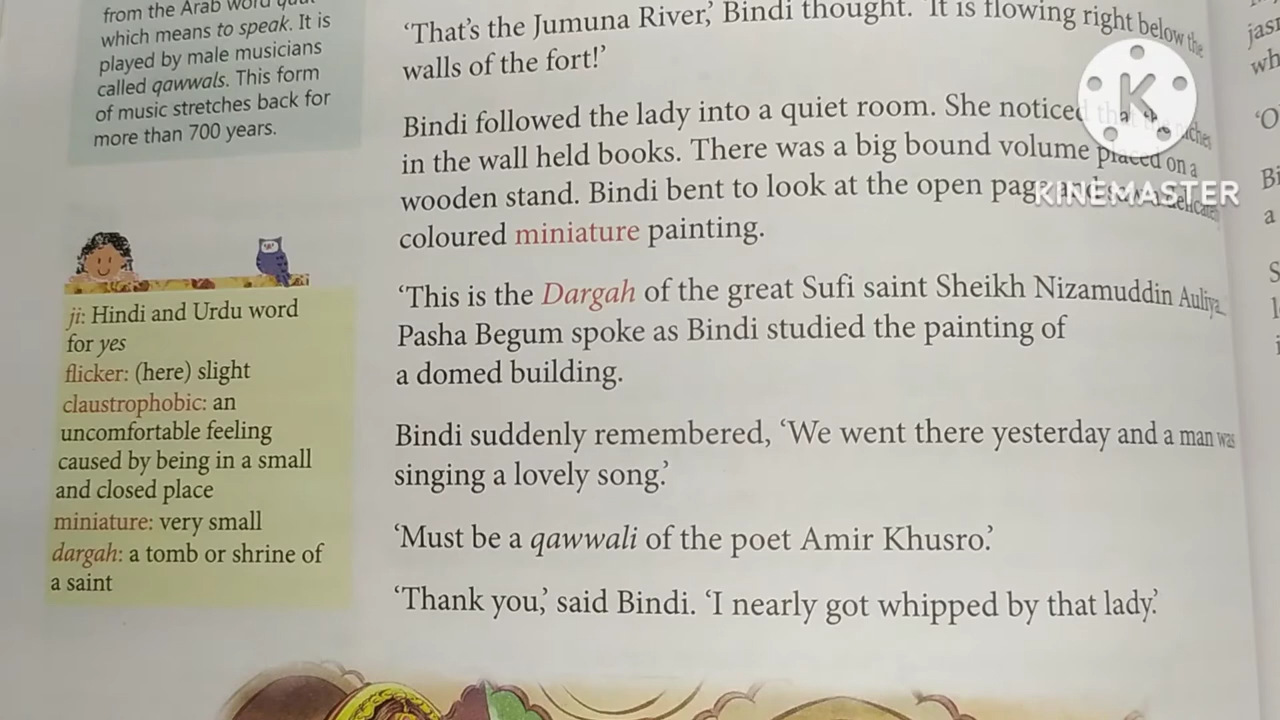 from the Arab word
which means to speak. It is
played by male musicians
called qawwals. This form
of music stretches back for
more than 700 years.
ji: Hindi and Urdu word
for yes
flicker: (here) slight
claustrophobic: an
uncomfortable feeling
caused by being in a small
and closed place
miniature: very small
dargah: a tomb or shrine of
a saint
‘That’s the Jumuna River,’ Bindi thought. ‘It is flowing right below the
walls of the fort!’
Bindi followed the lady into a quiet room. She noticed that the niches
in the wall held books. There was a big bound volume placed on a
wooden stand. Bindi bent to look at the open page and
coloured miniature painting.
‘This is the Dargah of the great Sufi saint Sheikh Nizamuddin Auliya
Pasha Begum spoke as Bindi studied the painting of
a domed building.
Bindi suddenly remembered, ‘We went there yesterday and a man was
singing a lovely song.’
‘Must be a qawwali of the poet Amir Khusro.’
‘Thank you,’ said Bindi. ‘I nearly got whipped by that lady.’
K
KINEMASTER